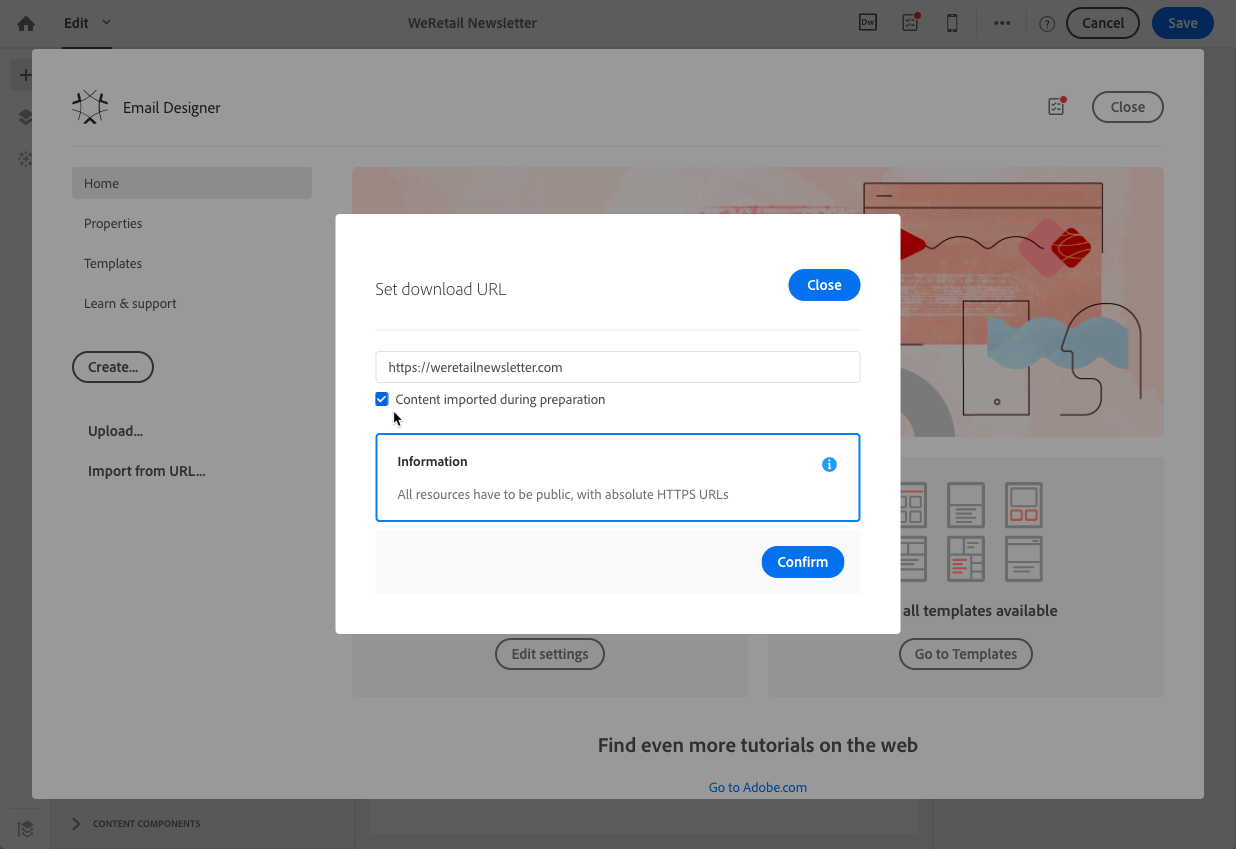 Edit
WeRetail Newsletter
Dw
Cancel
Save
Email Designer
Close
Home
Properties
Templates
Learn & support
Create...
Upload...
Import from URL...
Set download URL
Close
https://weretailnewsletter.com
Content imported during preparation
Information
All resources have to be public, with absolute HTTPS URLs
Confirm
all templates available
Edit settings
Go to Templates
Find even more tutorials on the web
Go to Adobe.com
CONTENT COMPONENTS